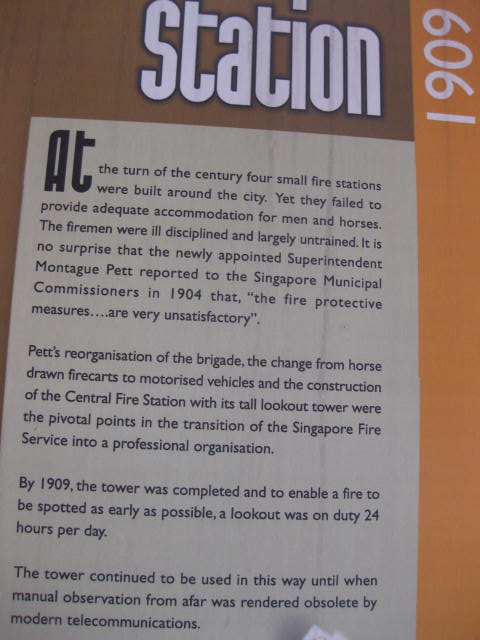 Station
1909
At the turn of the century four small fire stations
were built around the city. Yet they failed to
provide adequate accommodation for men and horses.
The firemen were ill disciplined and largely untrained. It is
no surprise that the newly appointed Superintendent
Montague Pett reported to the Singapore Municipal
Commissioners in 1904 that, "the fire protective
measures....are very unsatisfactory".
Pett's reorganisation of the brigade, the change from horse
drawn firecarts to motorised vehicles and the construction
of the Central Fire Station with its tall lookout tower were
the pivotal points in the transition of the Singapore Fire
Service into a professional organisation.
By 1909, the tower was completed and to enable a fire to
be spotted as early as possible, a lookout was on duty 24
hours per day.
The tower continued to be used in this way until when
manual observation from afar was rendered obsolete by
modern telecommunications.